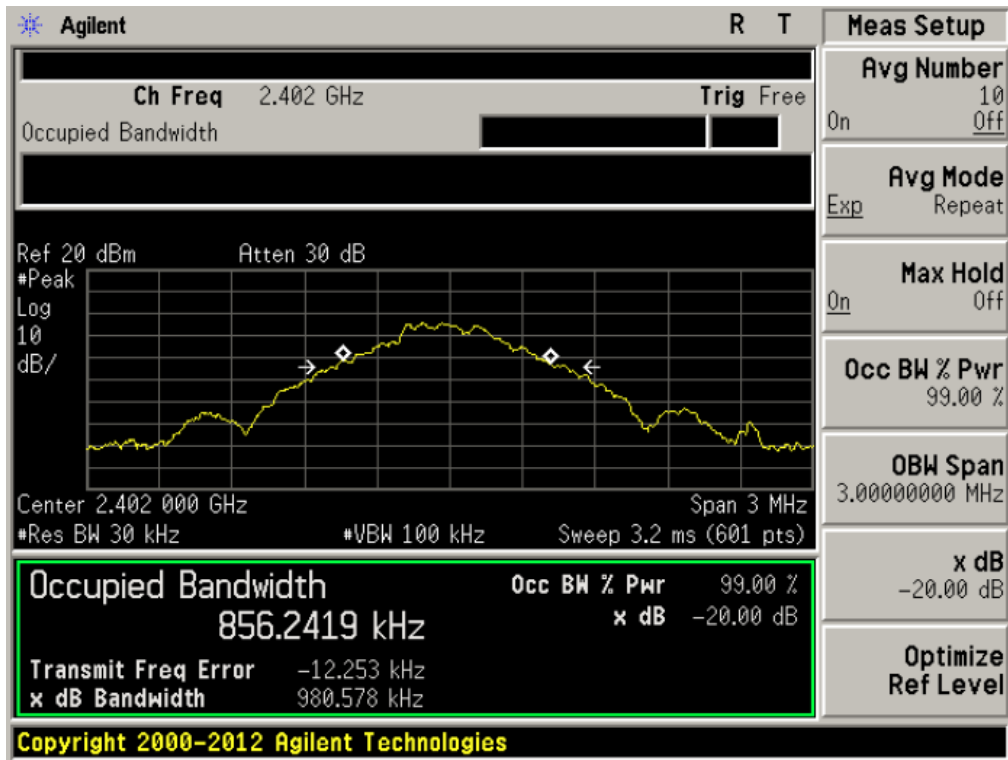 Agilent R T
Ch Freq 2.402 GHz Trig Free
Occupied Bandwidth
Ref 20 dBm Atten 30 dB
#Peak
Log
10
dB/
Center 2.402 000 GHz Span 3 MHz
#Res BW 30 kHz #VBW 100 kHz Sweep 3.2 ms (601 pts)
Occupied Bandwidth Occ BW % Pwr 99.00 %
856.2419 kHz x dB -20.00 dB
Transmit Freq Error -12.253 kHz
x dB Bandwidth 980.578 kHz
Copyright 2000-2012 Agilent Technologies
Meas Setup
Avg Number
10
On Off
Avg Mode
Exp Repeat
Max Hold
On Off
Occ BW % Pwr
99.00 %
OBW Span
3.00000000 MHz
x dB
-20.00 dB
Optimize
Ref Level